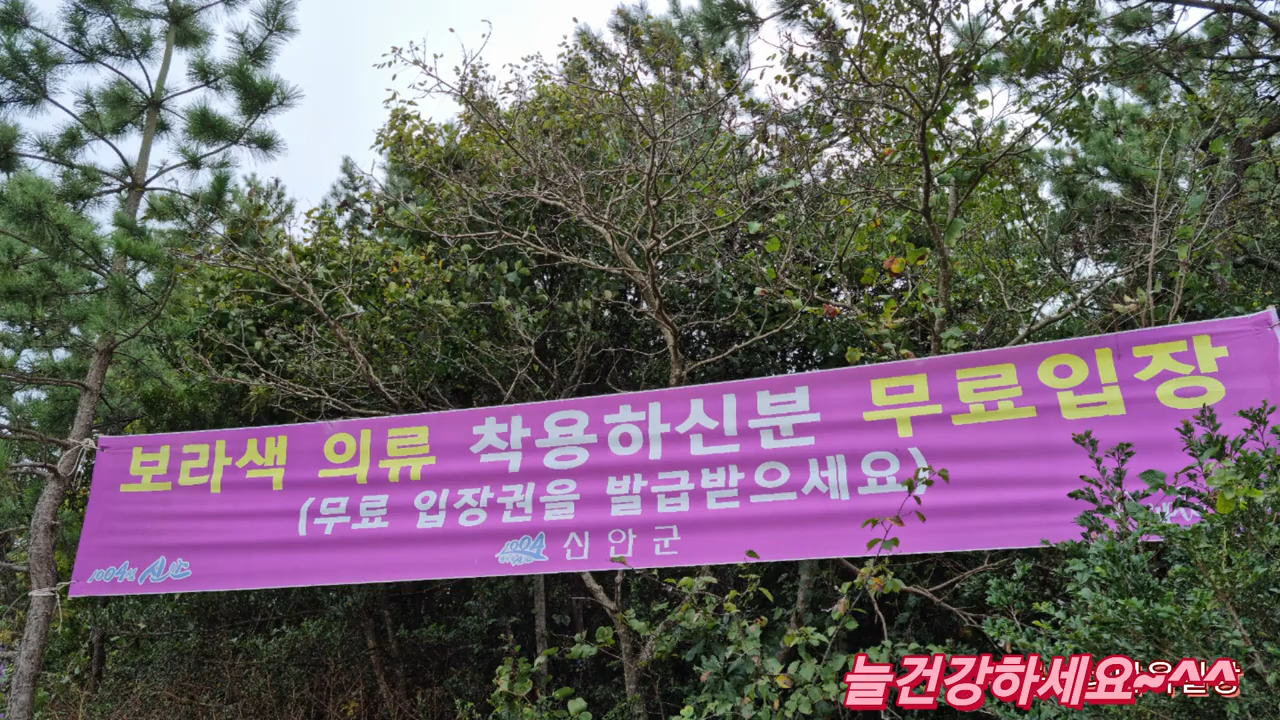 보라색 의류 착용하신분 무료입장
(무료 입장권을 발급받으세요)
1004섬 신안
1004
신안군
늘건강하세요~^^